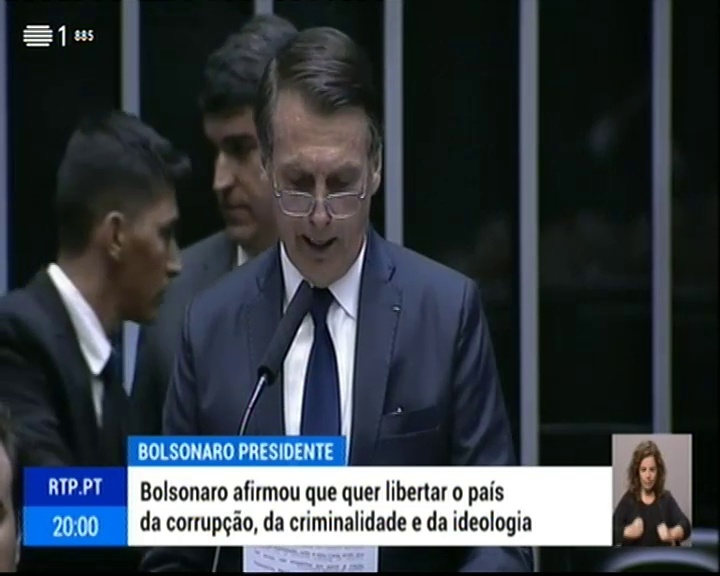 1 885
BOLSONARO PRESIDENTE
RTP.PT
Bolsonaro afirmou que quer libertar o país
20:00
da corrupção, da criminalidade e da ideologia